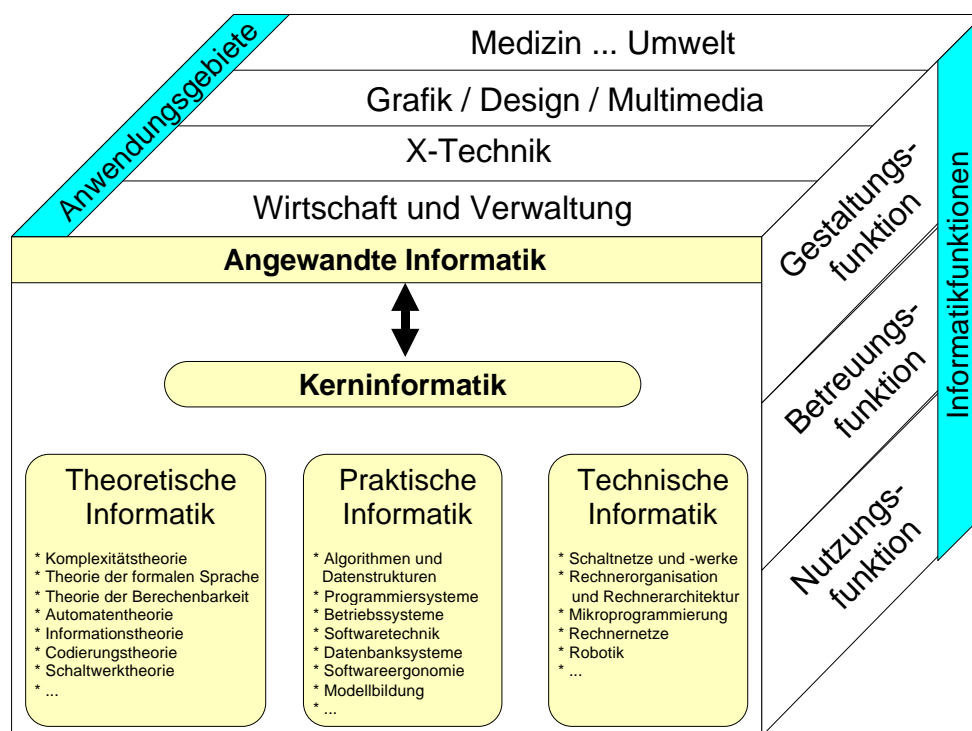 Anwendungsgebiete
Medizin ... Umwelt
Grafik / Design / Multimedia
X-Technik
Wirtschaft und Verwaltung
Angewandte Informatik
Kerninformatik
Theoretische
Informatik
* Komplexitätstheorie
* Theorie der formalen Sprache
* Theorie der Berechenbarkeit
* Automatentheorie
* Informationstheorie
* Codierungstheorie
* Schaltwerktheorie
* ...
Praktische
Informatik
* Algorithmen und
Datenstrukturen
* Programmiersysteme
* Betriebssysteme
* Softwaretechnik
* Datenbanksysteme
* Softwareergonomie
* Modellbildung
* ...
Technische
Informatik
* Schaltnetze und -werke
* Rechnerorganisation
und Rechnerarchitektur
* Mikroprogrammierung
* Rechnernetze
* Robotik
* ...
Gestaltungs-
funktion
Betreuungs-
funktion
Nutzungs-
funktion
Informatikfunktionen